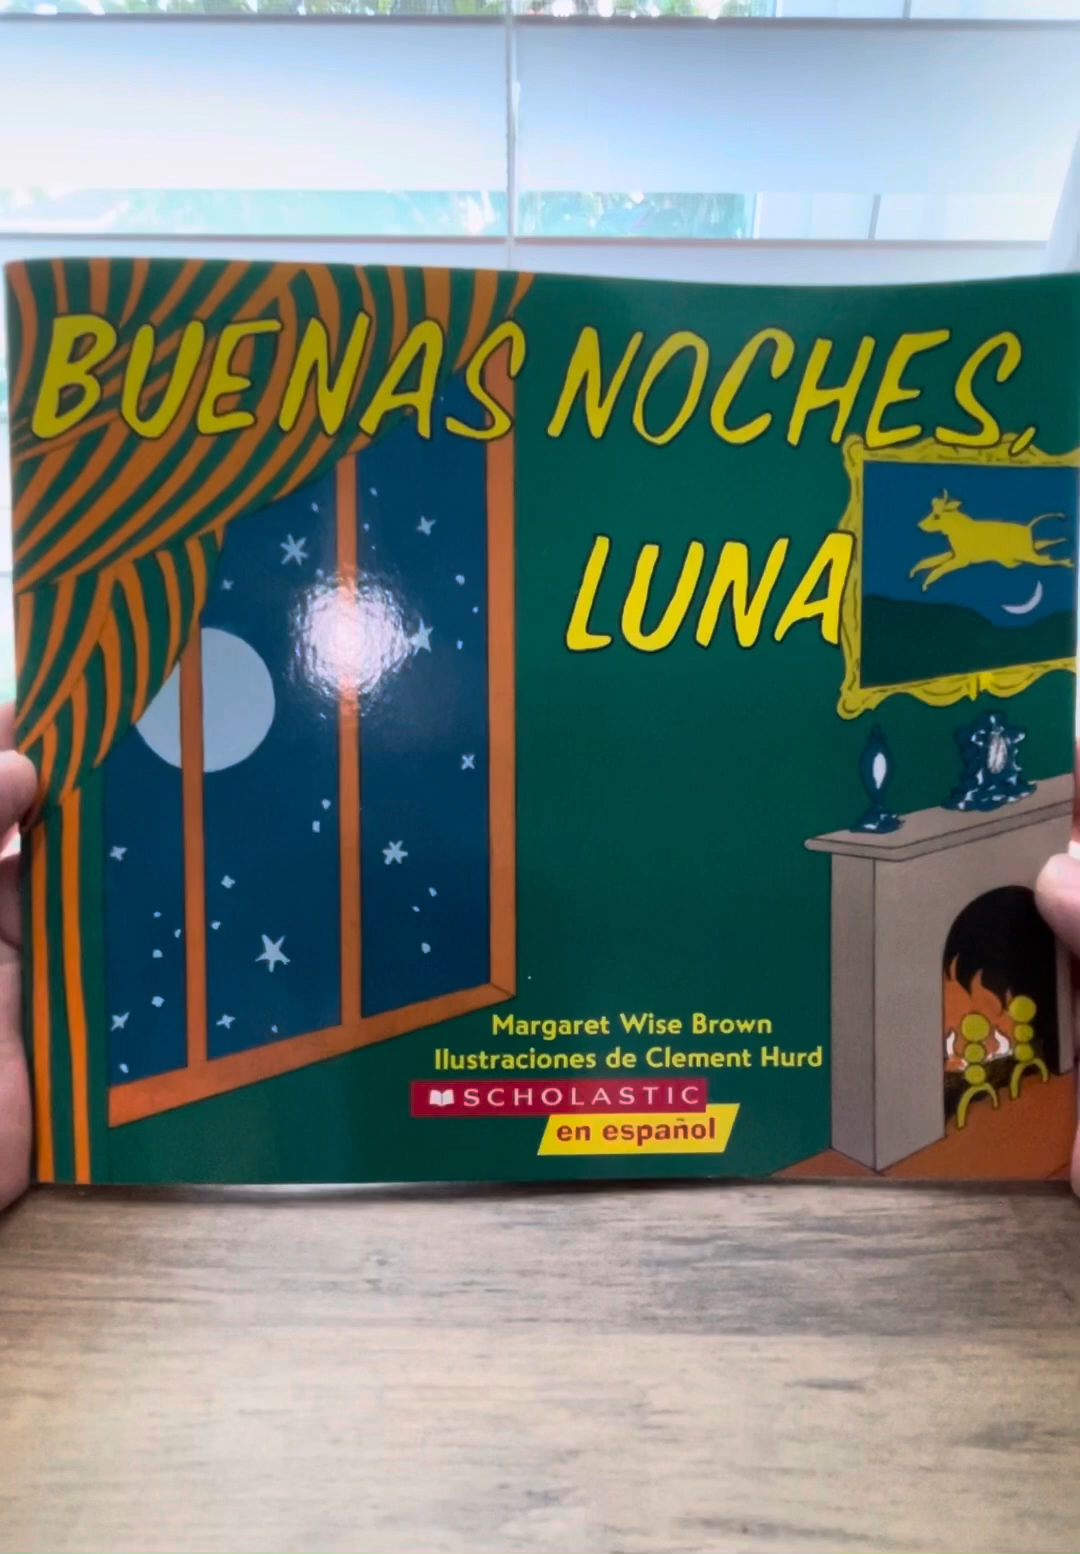 BUENAS NOCHES,
LUNA
Margaret Wise Brown
Ilustraciones de Clement Hurd
SCHOLASTIC
en español